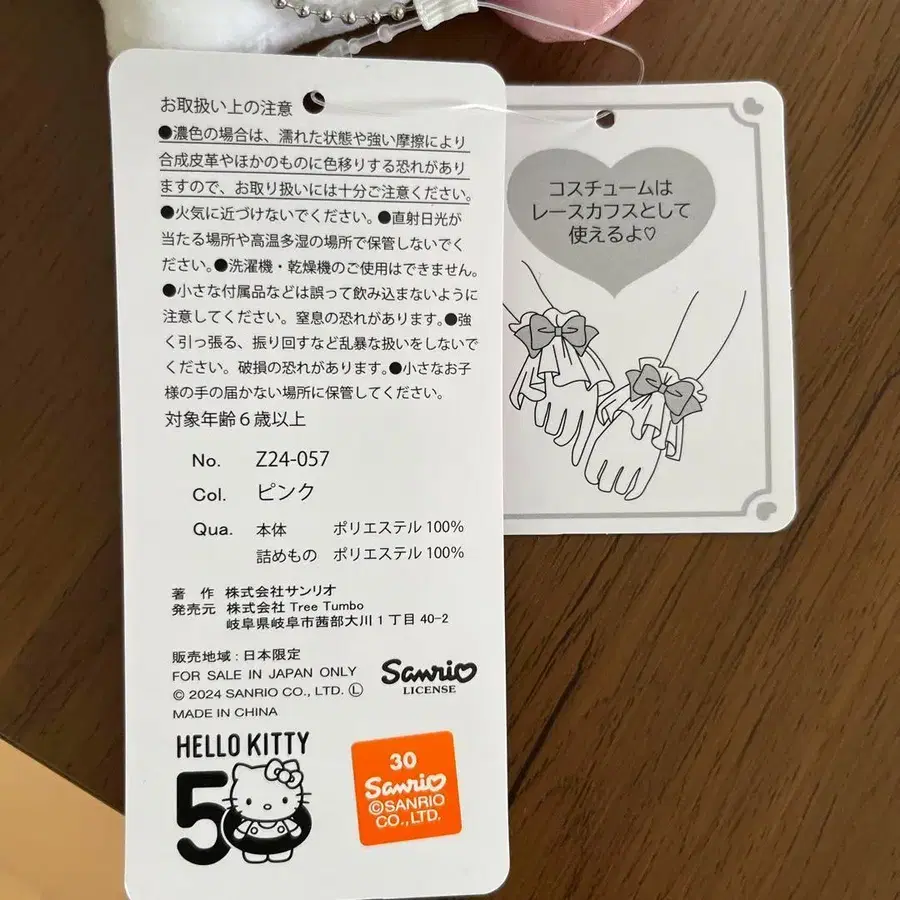 お取扱い上の注意
●濃色の場合は、濡れた状態や強い摩擦により
合成皮革やほかのものに色移りする恐れがあり
ますので、お取り扱いには十分ご注意ください。
●火気に近づけないでください。●直射日光が
当たる場所や高温多湿の場所で保管しないでく
ださい。●洗濯機・乾燥機のご使用はできません。
●小さな付属品などは誤って飲み込まないように
注意してください。窒息の恐れがあります。●強
く引っ張る、振り回すなど乱暴な扱いをしないで
ください。破損の恐れがあります。●小さなお子
様の手の届かない場所に保管してください。
対象年齢6歳以上
No. Z24-057
Col. ピンク
Qua. 本体 ポリエステル 100%
詰めもの ポリエステル 100%
著 作 株式会社サンリオ
発売元 株式会社 Tree Tumbo
岐阜県岐阜市茜部大川1丁目 40-2
販売地域:日本限定
FOR SALE IN JAPAN ONLY
© 2024 SANRIO CO., LTD. Ⓛ
MADE IN CHINA
Sanrio
LICENSE
HELLO KITTY
50
30
Sanrio
©SANRIO
CO.,LTD.
コスチュームは
レースカフスとして
使えるよ♡